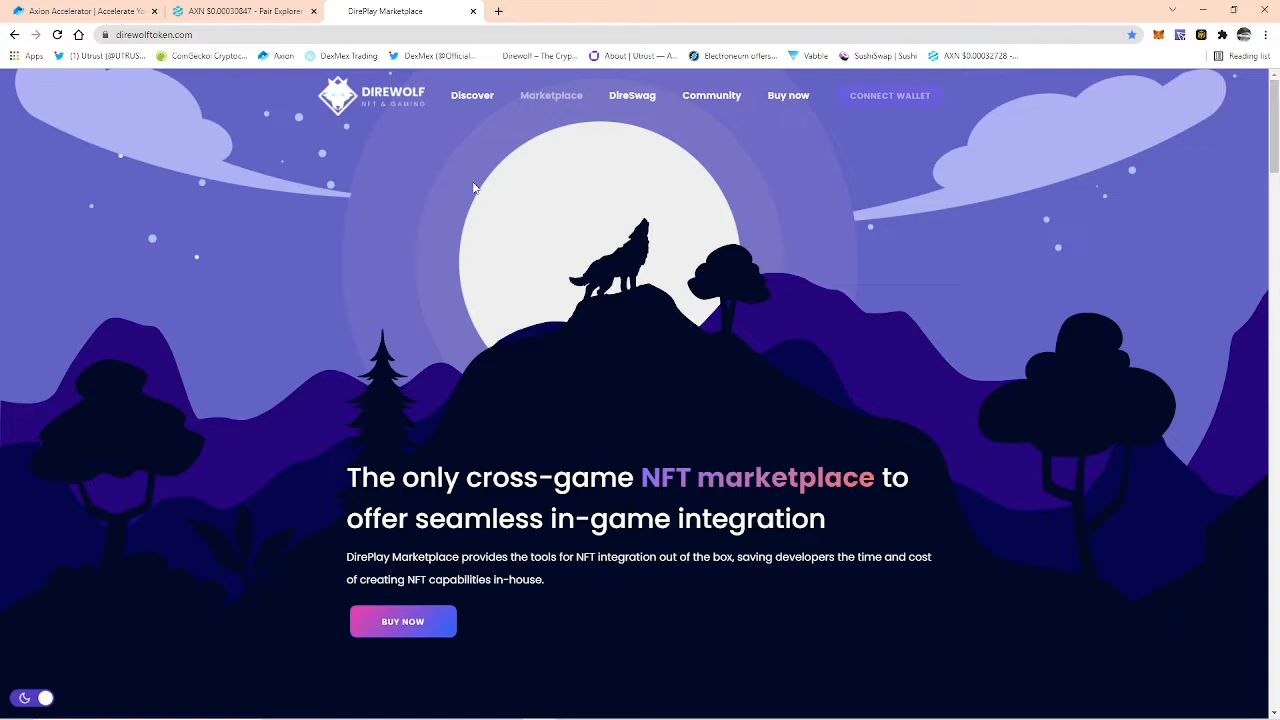 Axion Accelerator | Accelerate Yo
AXN $0.00030847 - Pair Explorer
DirePlay Marketplace
direwolftoken.com
Apps
(1) Utrust (@UTRUS...
CoinGecko: Cryptoc...
Axion
DexMex Trading
DexMex (@Official...
Direwolf – The Cryp...
About | Utrust — A...
Electroneum offers...
Vabble
SushiSwap | Sushi
AXN $0.00032728 -...
Reading list
DIREWOLF
NFT & GAMING
Discover
Marketplace
DireSwag
Community
Buy now
CONNECT WALLET
The only cross-game NFT marketplace to
offer seamless in-game integration
DirePlay Marketplace provides the tools for NFT integration out of the box, saving developers the time and cost
of creating NFT capabilities in-house.
BUY NOW